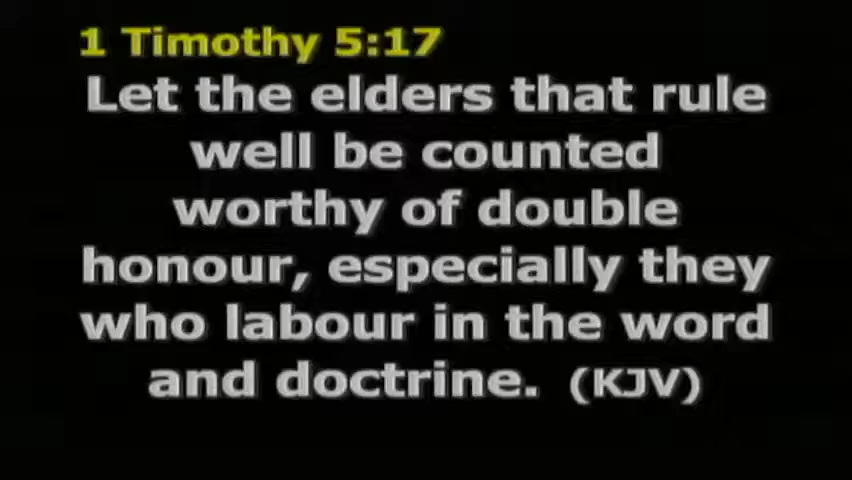 1 Timothy 5:17
Let the elders that rule
well be counted
worthy of double
honour, especially they
who labour in the word
and doctrine. (KJV)